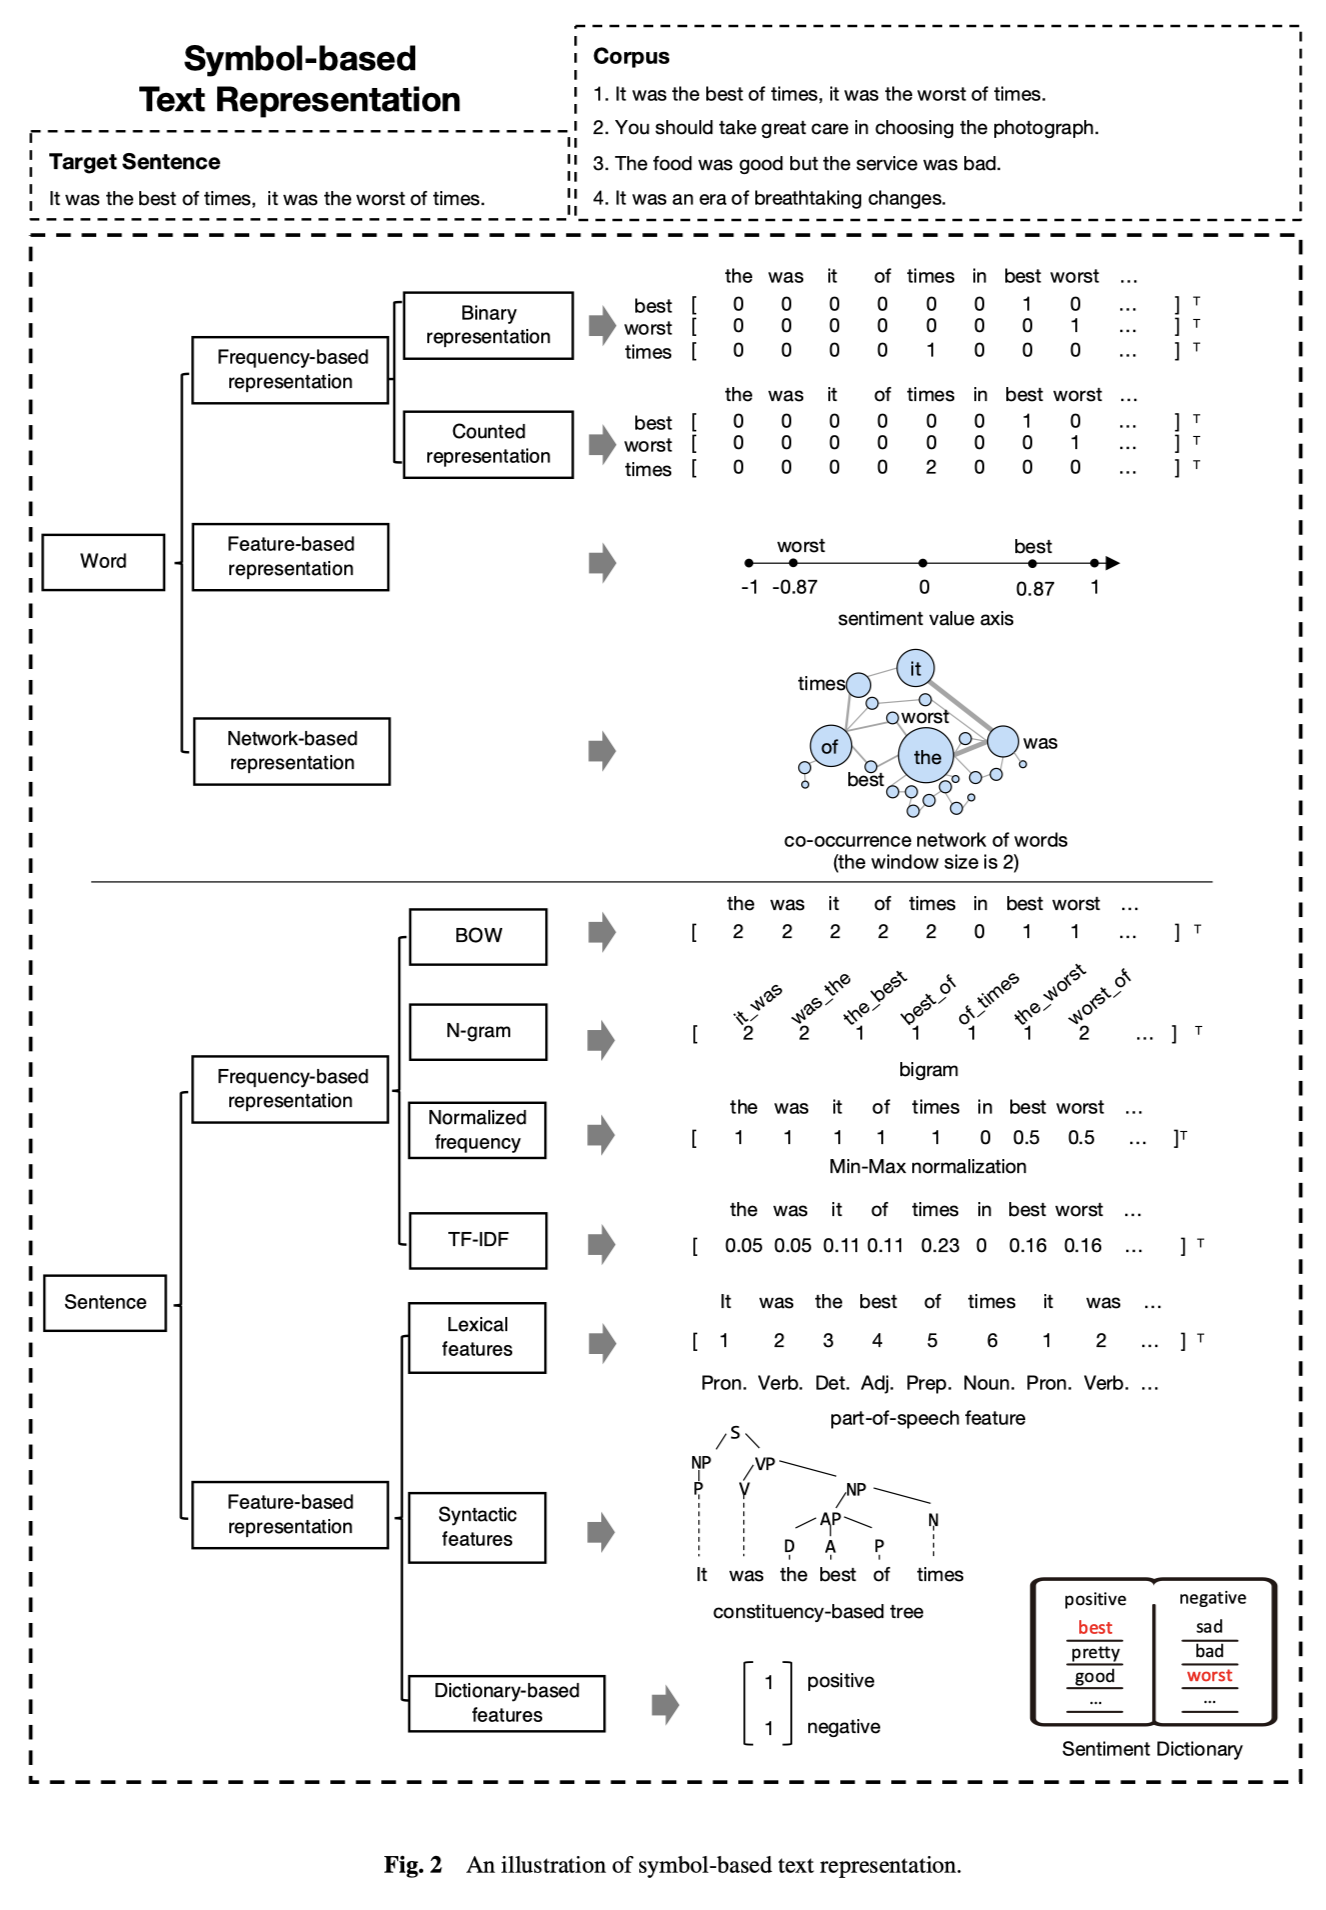 Symbol-based
Text Representation
Corpus
1. It was the best of times, it was the worst of times.
2. You should take great care in choosing the photograph.
3. The food was good but the service was bad.
4. It was an era of breathtaking changes.
Target Sentence
It was the best of times, it was the worst of times.
Word
Frequency-based
representation
Binary
representation
the was it of times in best worst ...
best [ 0 0 0 0 0 0 1 0 ... ] T
worst [ 0 0 0 0 0 0 0 1 ... ] T
times [ 0 0 0 0 1 0 0 0 ... ] T
Counted
representation
the was it of times in best worst ...
best [ 0 0 0 0 0 0 1 0 ... ] T
worst [ 0 0 0 0 0 0 0 1 ... ] T
times [ 0 0 0 0 2 0 0 0 ... ] T
Feature-based
representation
worst best
-1 -0.87 0 0.87 1
sentiment value axis
Network-based
representation
it
times
worst
of
the
was
best
co-occurrence network of words
(the window size is 2)
Sentence
Frequency-based
representation
BOW
the was it of times in best worst ...
[ 2 2 2 2 2 0 1 1 ... ] T
N-gram
it_was was_the the_best best_of of_times the_worst worst_of
[ 2 2 1 1 1 1 2 ... ] T
bigram
Normalized
frequency
the was it of times in best worst ...
[ 1 1 1 1 1 0 0.5 0.5 ... ]T
Min-Max normalization
TF-IDF
the was it of times in best worst ...
[ 0.05 0.05 0.11 0.11 0.23 0 0.16 0.16 ... ] T
Feature-based
representation
Lexical
features
It was the best of times it was ...
[ 1 2 3 4 5 6 1 2 ... ] T
Pron. Verb. Det. Adj. Prep. Noun. Pron. Verb. ...
part-of-speech feature
Syntactic
features
S
NP VP
P V NP
AP N
D A P
It was the best of times
constituency-based tree
Dictionary-based
features
1 positive
1 negative
positive negative
best sad
pretty bad
good worst
... ...
Sentiment Dictionary
Fig. 2 An illustration of symbol-based text representation.